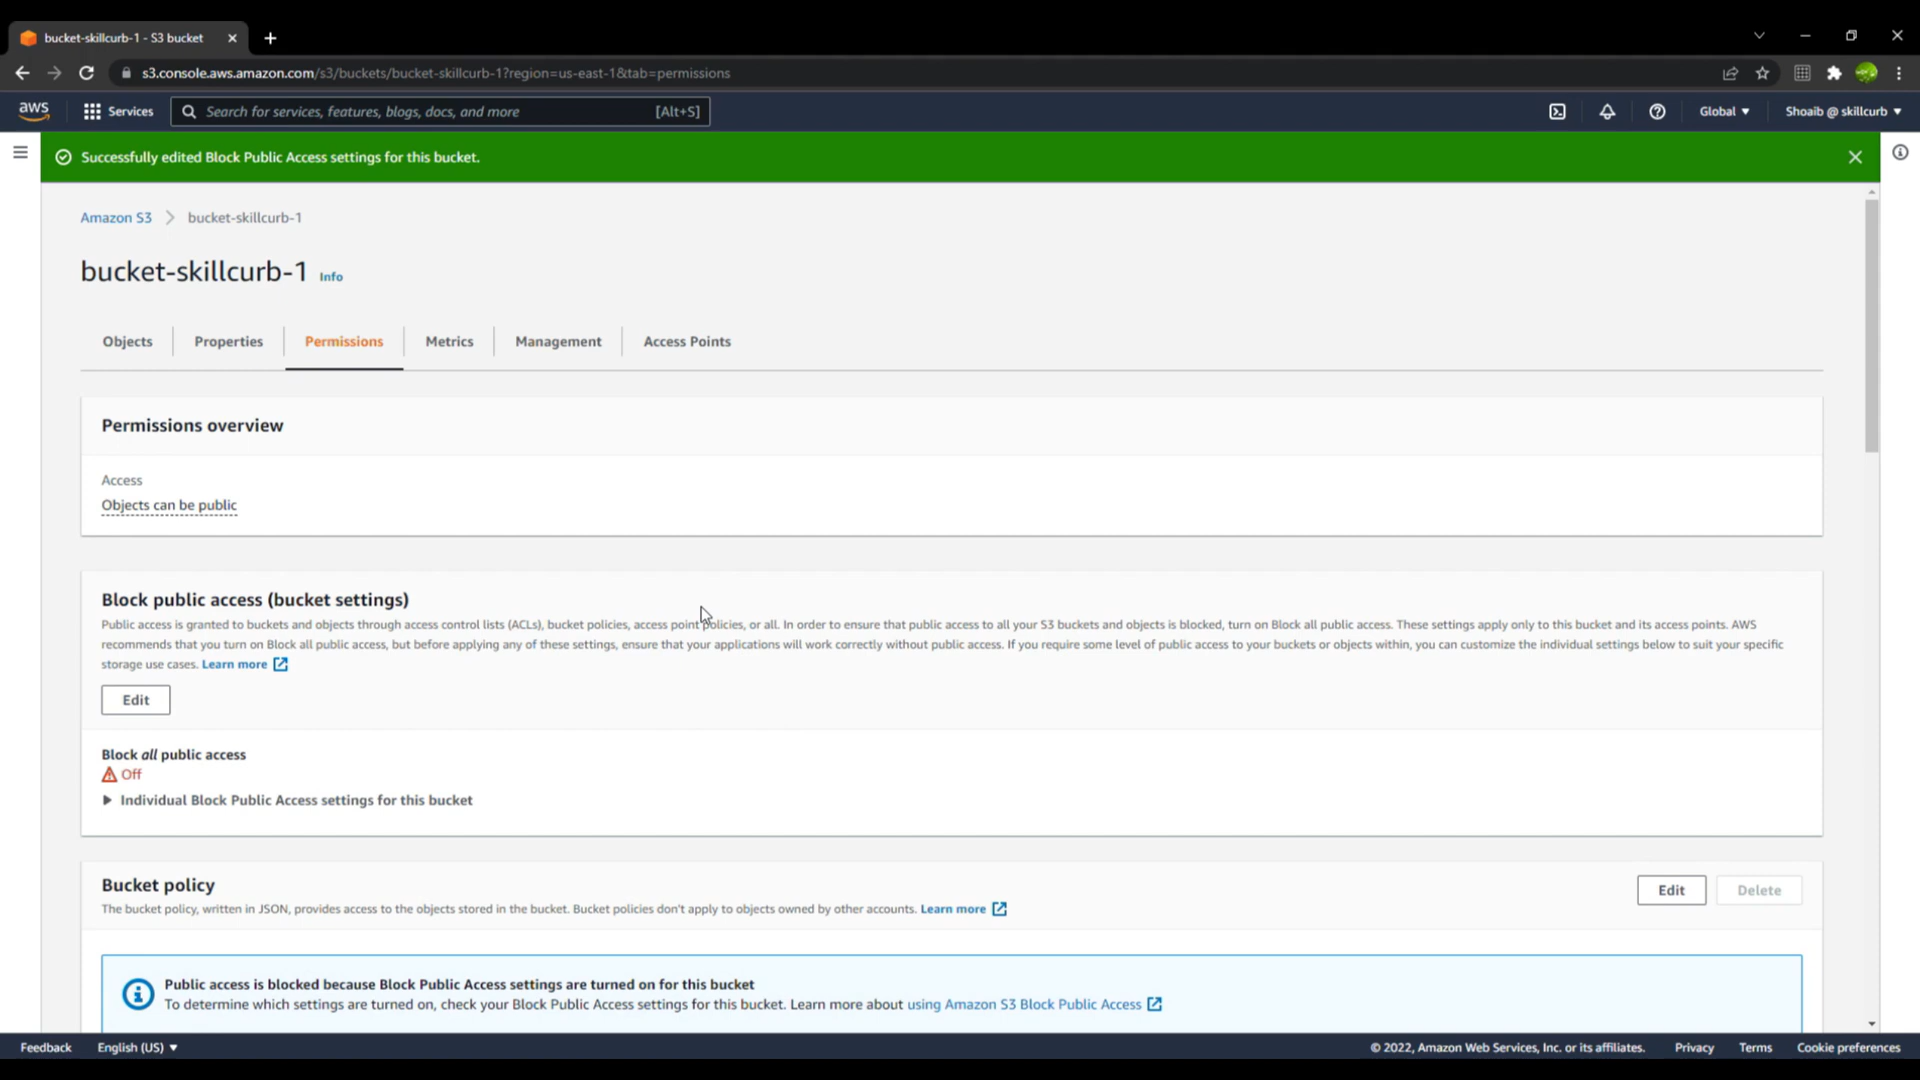 bucket-skillcurb-1 - S3 bucket
s3.console.aws.amazon.com/s3/buckets/bucket-skillcurb-1?region=us-east-1&tab=permissions
aws Services Search for services, features, blogs, docs, and more [Alt+S] Global Shoaib @ skillcurb
Successfully edited Block Public Access settings for this bucket.
Amazon S3 bucket-skillcurb-1
bucket-skillcurb-1 Info
Objects Properties Permissions Metrics Management Access Points
Permissions overview
Access
Objects can be public
Block public access (bucket settings)
Public access is granted to buckets and objects through access control lists (ACLs), bucket policies, access point policies, or all. In order to ensure that public access to all your S3 buckets and objects is blocked, turn on Block all public access. These settings apply only to this bucket and its access points. AWS
recommends that you turn on Block all public access, but before applying any of these settings, ensure that your applications will work correctly without public access. If you require some level of public access to your buckets or objects within, you can customize the individual settings below to suit your specific
storage use cases. Learn more
Edit
Block all public access
Off
Individual Block Public Access settings for this bucket
Bucket policy
Edit Delete
The bucket policy, written in JSON, provides access to the objects stored in the bucket. Bucket policies don't apply to objects owned by other accounts. Learn more
Public access is blocked because Block Public Access settings are turned on for this bucket
To determine which settings are turned on, check your Block Public Access settings for this bucket. Learn more about using Amazon S3 Block Public Access
Feedback English (US) © 2022, Amazon Web Services, Inc. or its affiliates. Privacy Terms Cookie preferences